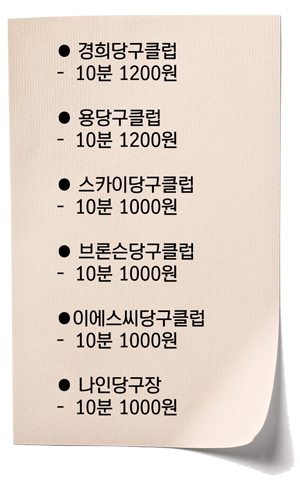 ● 경희당구클럽
- 10분 1200원
● 용당구클럽
- 10분 1200원
● 스카이당구클럽
- 10분 1000원
● 브론슨당구클럽
- 10분 1000원
●이에스씨당구클럽
- 10분 1000원
● 나인당구장
- 10분 1000원